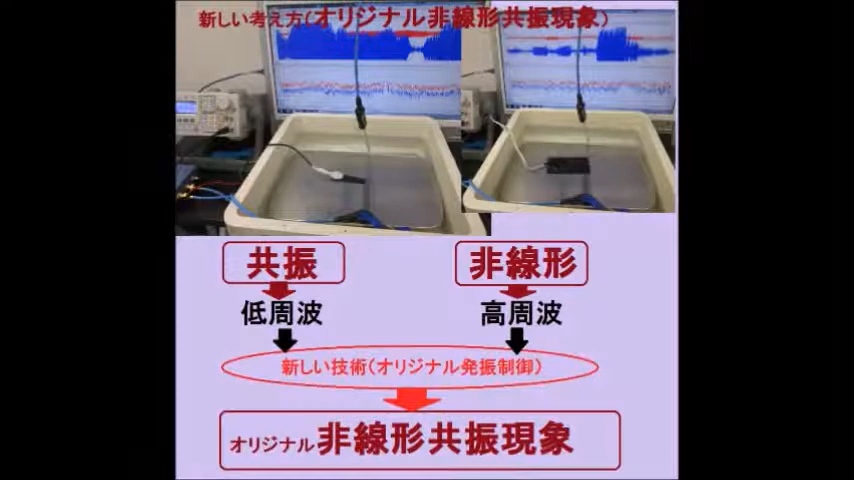 新しい考え方（オリジナル非線形共振現象）
共振
非線形
低周波
高周波
新しい技術（オリジナル発振制御）
オリジナル非線形共振現象